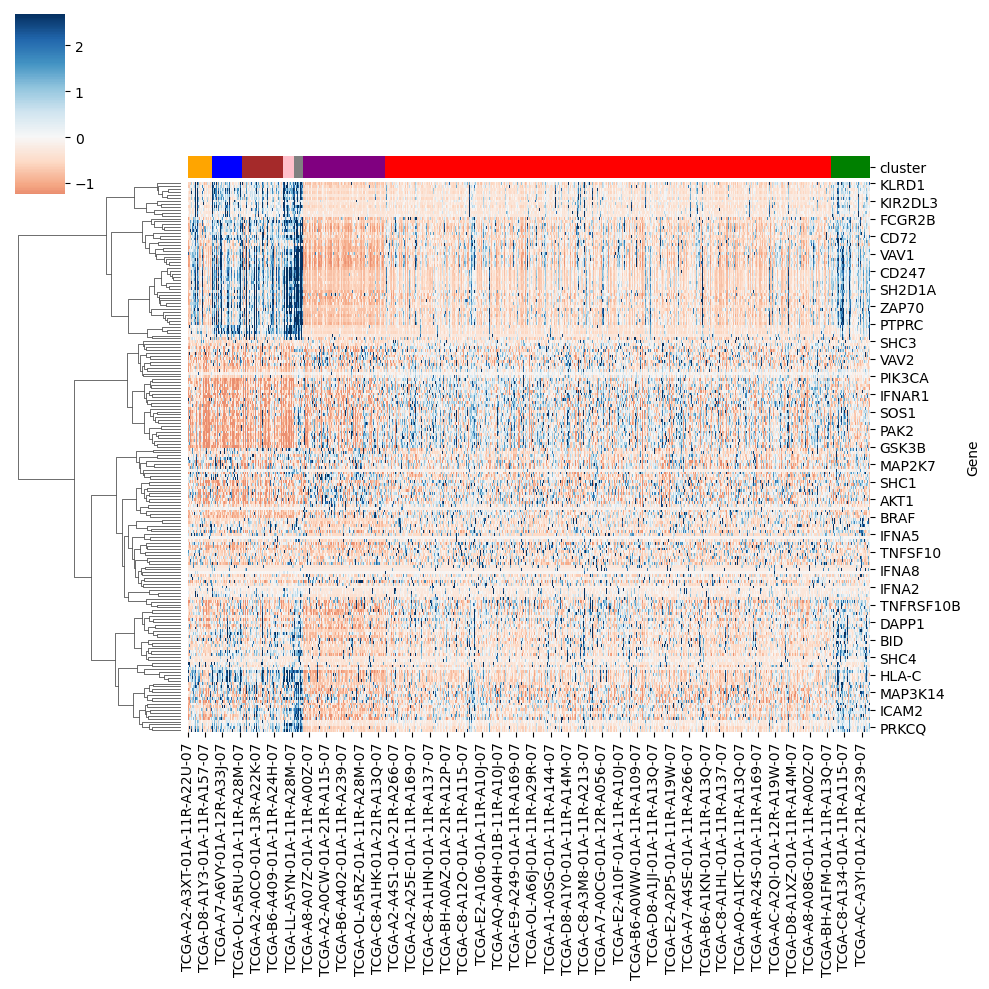 2
1
0
−1
cluster
KLRD1
KIR2DL3
FCGR2B
CD72
VAV1
CD247
SH2D1A
ZAP70
PTPRC
SHC3
VAV2
PIK3CA
IFNAR1
SOS1
PAK2
GSK3B
MAP2K7
SHC1
AKT1
BRAF
IFNA5
TNFSF10
IFNA8
IFNA2
TNFRSF10B
DAPP1
BID
SHC4
HLA-C
MAP3K14
ICAM2
PRKCQ
Gene
TCGA-A2-A3XT-01A-11R-A22U-07
TCGA-D8-A1Y3-01A-11R-A157-07
TCGA-A7-A6VY-01A-12R-A33J-07
TCGA-OL-A5RU-01A-11R-A28M-07
TCGA-A2-A0CO-01A-13R-A22K-07
TCGA-B6-A409-01A-11R-A24H-07
TCGA-LL-A5YN-01A-11R-A28M-07
TCGA-A8-A07Z-01A-11R-A00Z-07
TCGA-A2-A0CW-01A-21R-A115-07
TCGA-B6-A402-01A-11R-A239-07
TCGA-OL-A5RZ-01A-11R-A28M-07
TCGA-C8-A1HK-01A-21R-A13Q-07
TCGA-A2-A4S1-01A-21R-A266-07
TCGA-A2-A25E-01A-11R-A169-07
TCGA-C8-A1HN-01A-11R-A137-07
TCGA-BH-A0AZ-01A-21R-A12P-07
TCGA-C8-A12O-01A-11R-A115-07
TCGA-E2-A106-01A-11R-A10J-07
TCGA-AQ-A04H-01B-11R-A10J-07
TCGA-E9-A249-01A-11R-A169-07
TCGA-OL-A66J-01A-11R-A29R-07
TCGA-A1-A0SG-01A-11R-A144-07
TCGA-D8-A1Y0-01A-11R-A14M-07
TCGA-C8-A3M8-01A-11R-A213-07
TCGA-A7-A0CG-01A-12R-A056-07
TCGA-E2-A10F-01A-11R-A10J-07
TCGA-B6-A0WW-01A-11R-A109-07
TCGA-D8-A1JI-01A-11R-A13Q-07
TCGA-E2-A2P5-01A-11R-A19W-07
TCGA-A7-A4SE-01A-11R-A266-07
TCGA-B6-A1KN-01A-11R-A13Q-07
TCGA-C8-A1HL-01A-11R-A137-07
TCGA-AO-A1KT-01A-11R-A13Q-07
TCGA-AR-A24S-01A-11R-A169-07
TCGA-AC-A2QI-01A-12R-A19W-07
TCGA-D8-A1XZ-01A-11R-A14M-07
TCGA-A8-A08G-01A-11R-A00Z-07
TCGA-BH-A1FM-01A-11R-A13Q-07
TCGA-C8-A134-01A-11R-A115-07
TCGA-AC-A3YI-01A-21R-A239-07